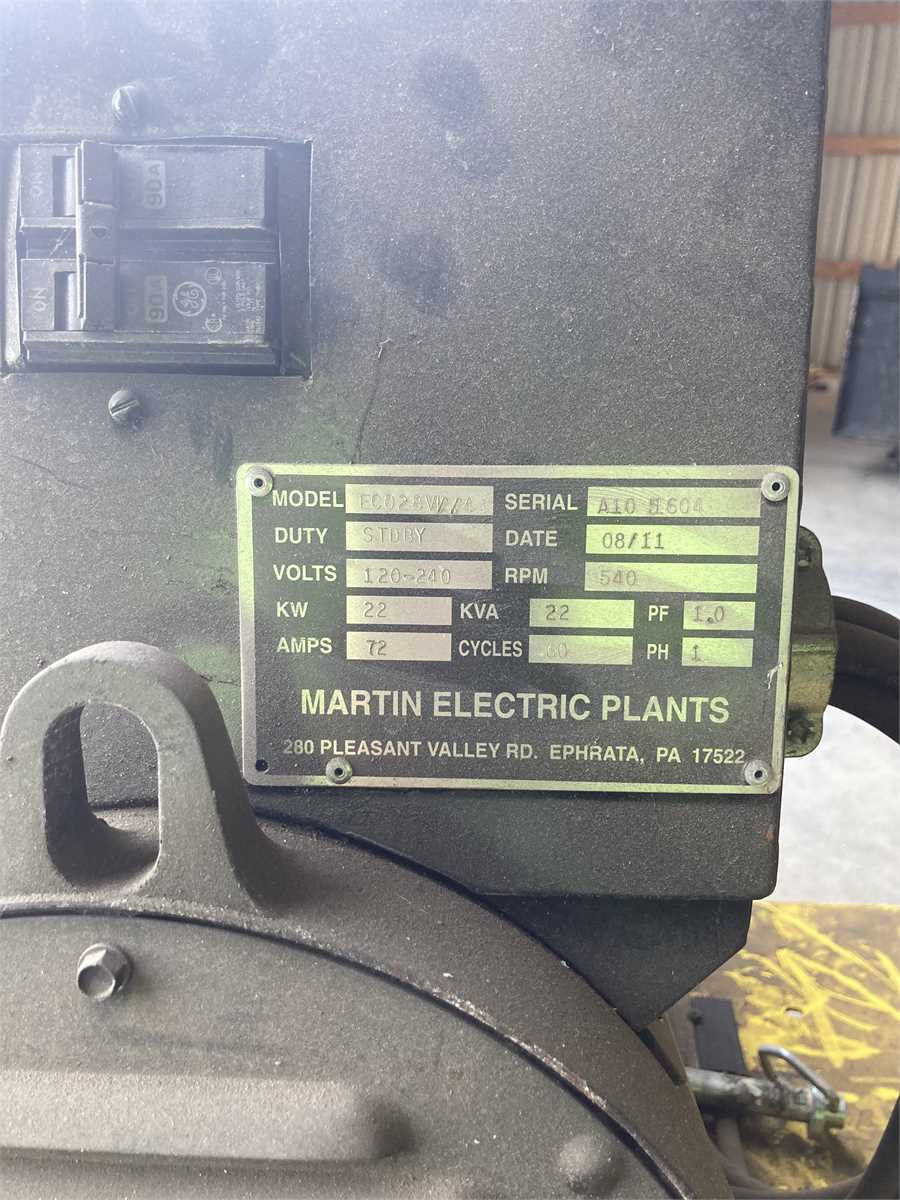 ON 90A
ON 90A
GE
MODEL SERIAL
DUTY STDBY DATE 08/11
VOLTS 120-240 RPM 540
KW 22 KVA 22 PF 1.0
AMPS 72 CYCLES 60 PH 1
MARTIN ELECTRIC PLANTS
280 PLEASANT VALLEY RD. EPHRATA, PA 17522